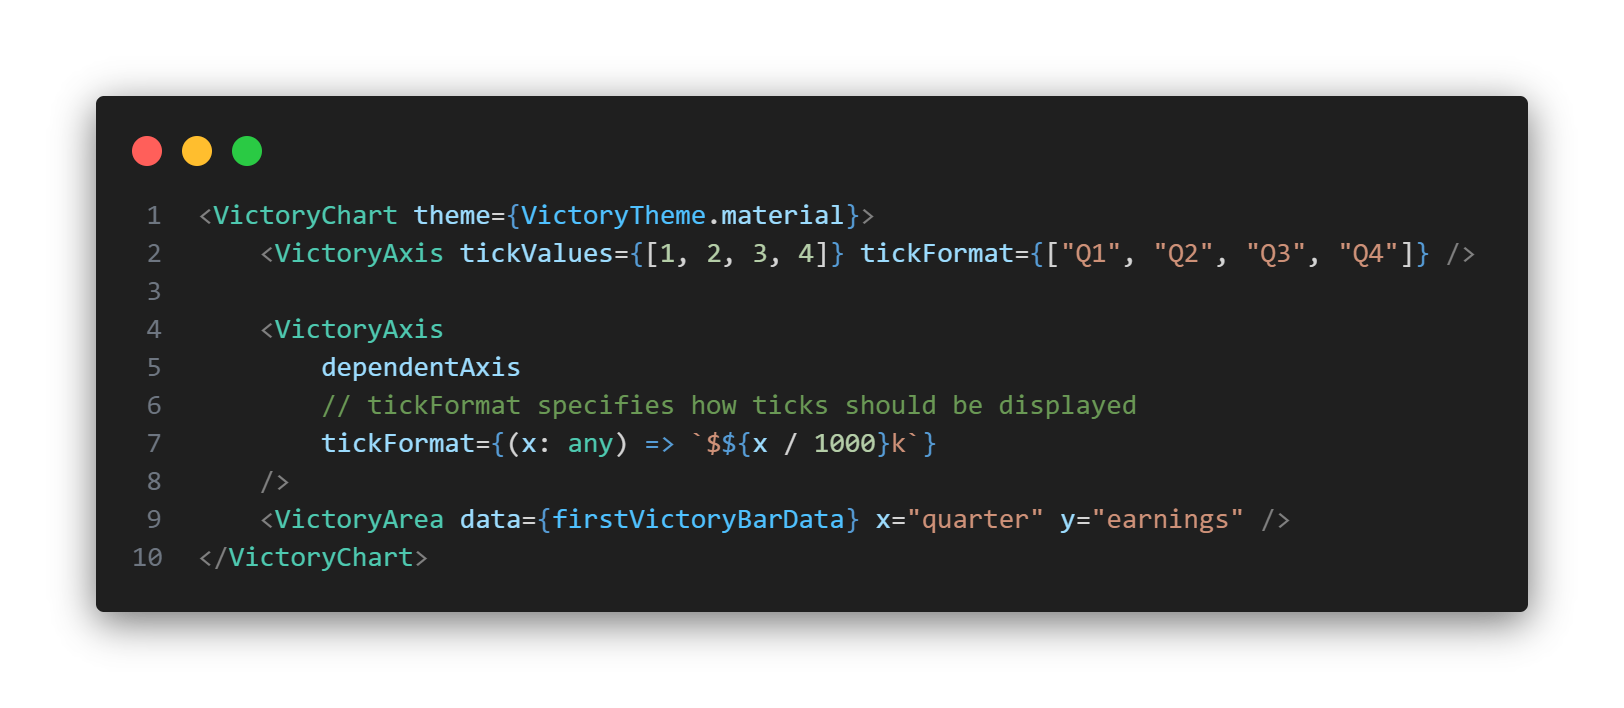 1 <VictoryChart theme={VictoryTheme.material}>
2     <VictoryAxis tickValues={[1, 2, 3, 4]} tickFormat={["Q1", "Q2", "Q3", "Q4"]} />
3
4     <VictoryAxis
5         dependentAxis
6         // tickFormat specifies how ticks should be displayed
7         tickFormat={(x: any) => `$${x / 1000}k`}
8     />
9     <VictoryArea data={firstVictoryBarData} x="quarter" y="earnings" />
10 </VictoryChart>